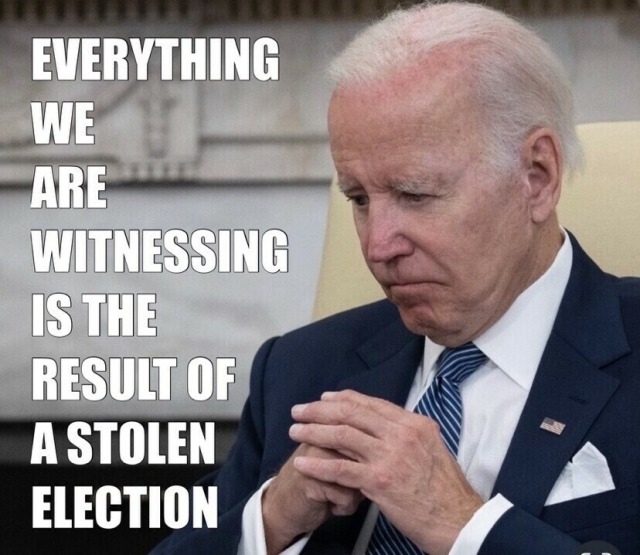 EVERYTHING
WE
ARE
WITNESSING
IS THE
RESULT OF
A STOLEN
ELECTION